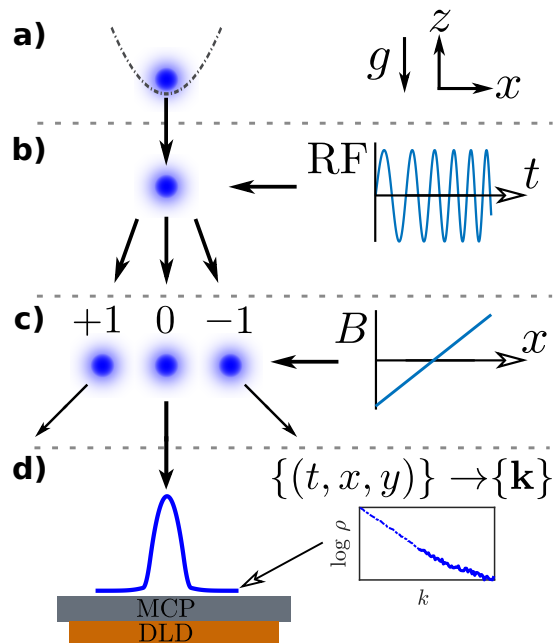 a)
g
z
x
b)
RF
t
c)
+1 0 −1
B
x
d)
{(t, x, y)} →{k}
log ρ
k
MCP
DLD